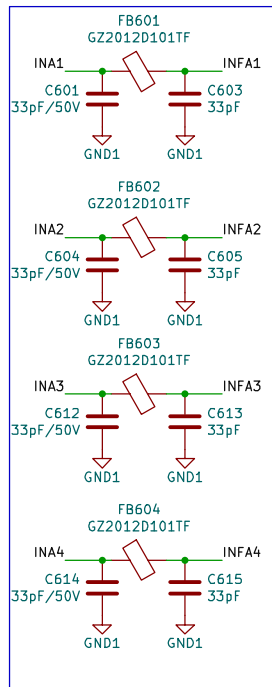 FB601
GZ2012D101TF
INA1 INFA1
C601 C603
33pF/50V 33pF
GND1 GND1
FB602
GZ2012D101TF
INA2 INFA2
C604 C605
33pF/50V 33pF
GND1 GND1
FB603
GZ2012D101TF
INA3 INFA3
C612 C613
33pF/50V 33pF
GND1 GND1
FB604
GZ2012D101TF
INA4 INFA4
C614 C615
33pF/50V 33pF
GND1 GND1